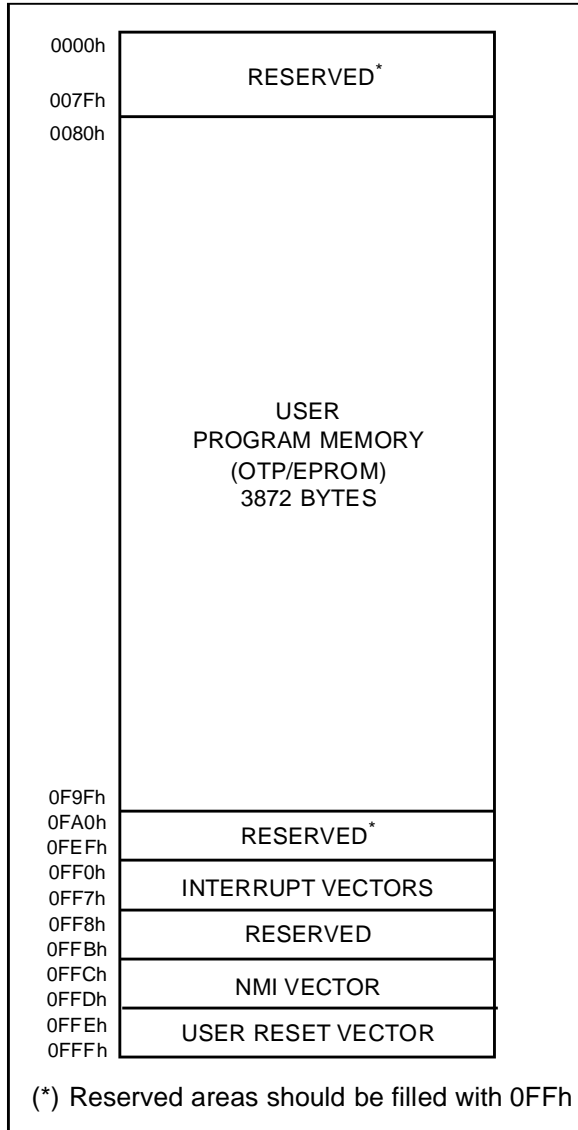 0000h
RESERVED*
007Fh
0080h
USER
PROGRAM MEMORY
(OTP/EPROM)
3872 BYTES
0F9Fh
0FA0h
RESERVED*
0FEFh
0FF0h
INTERRUPT VECTORS
0FF7h
0FF8h
RESERVED
0FFBh
0FFCh
NMI VECTOR
0FFDh
0FFEh
USER RESET VECTOR
0FFFh
(*) Reserved areas should be filled with 0FFh